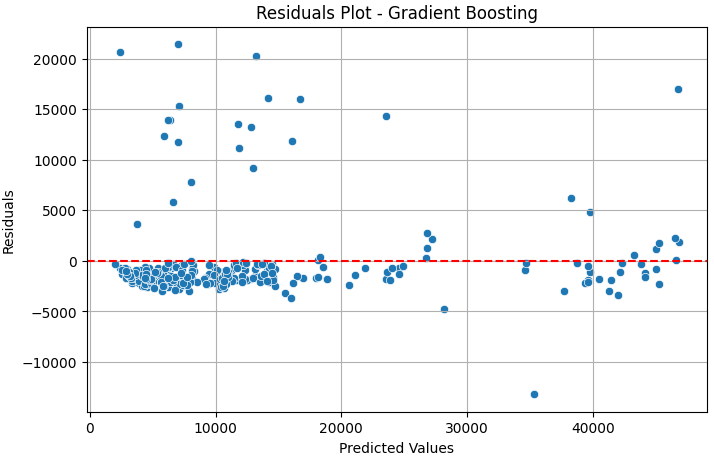 Residuals Plot - Gradient Boosting
Residuals
20000
15000
10000
5000
0
−5000
−10000
0 10000 20000 30000 40000
Predicted Values